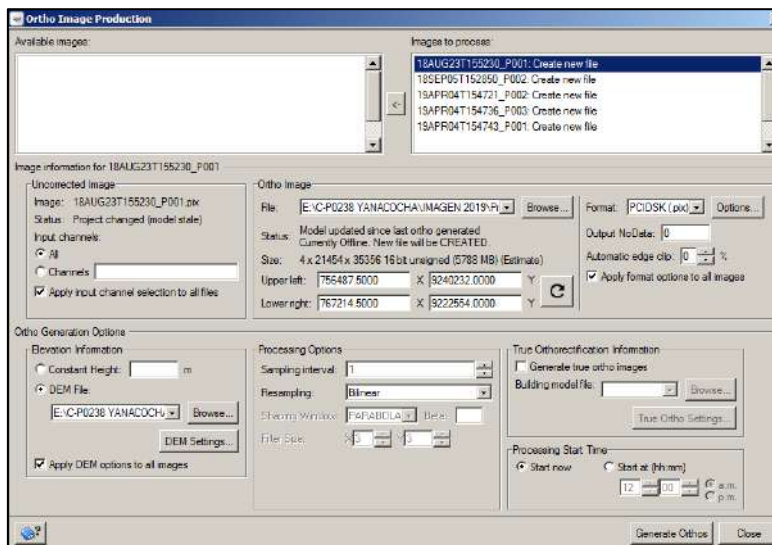 Ortho Image Production
Available images:
Images to process:
18AUG23T155230_P001: Create new file
18SEP05T152850_P002: Create new file
19APR04T154721_P002: Create new file
19APR04T154736_P003: Create new file
19APR04T154743_P001: Create new file
<-
Image information for 18AUG23T155230_P001
Uncorrected Image
Image: 18AUG23T155230_P001.pix
Status: Project changed (model stale)
Input channels:
All
Channels
Apply input channel selection to all files
Ortho Image
File: E:\C-P0238 YANACOCHA\IMAGEN 2019\P Browse...
Status: Model updated since last ortho generated
Currently Offline. New file will be CREATED.
Size: 4 x 21454 x 35356 16 bit unsigned (5788 MB) (Estimate)
Upper left: 756487.5000 X 9240232.0000 Y
Lower right: 767214.5000 X 9222554.0000 Y
Format: PCIDSK (.pix) Options...
Output NoData: 0
Automatic edge clip: 0 %
Apply format options to all images
Ortho Generation Options
Elevation Information
Constant Height: m
DEM File:
E:\C-P0238 YANACOCHA Browse...
DEM Settings...
Apply DEM options to all images
Processing Options
Sampling interval: 1
Resampling: Bilinear
Shaping Window: PARABOLA Beta:
Filter Size: X 3 Y 3
True Orthorectification Information
Generate true ortho images
Building model file: Browse...
True Ortho Settings...
Processing Start Time
Start now Start at (hh:mm)
12 : 00 a.m.
p.m.
Generate Orthos Close